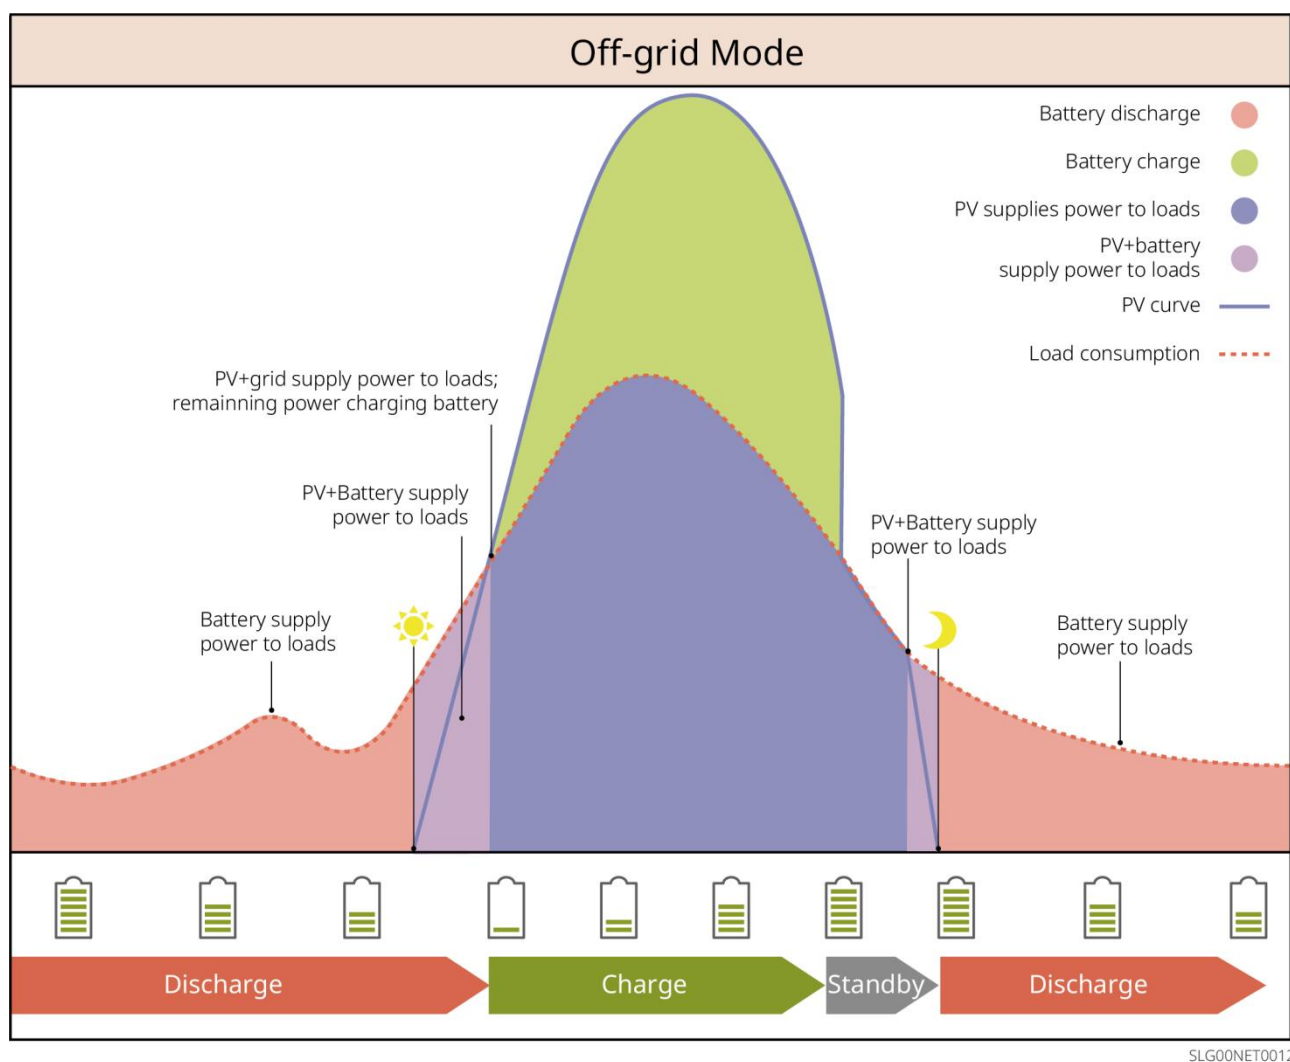 Off-grid Mode
Battery discharge
Battery charge
PV supplies power to loads
PV+battery
supply power to loads
PV curve
Load consumption
PV+grid supply power to loads;
remainning power charging battery
PV+Battery supply
power to loads
PV+Battery supply
power to loads
Battery supply
power to loads
Battery supply
power to loads
Discharge
Charge
Standby
Discharge
SLG00NET0012